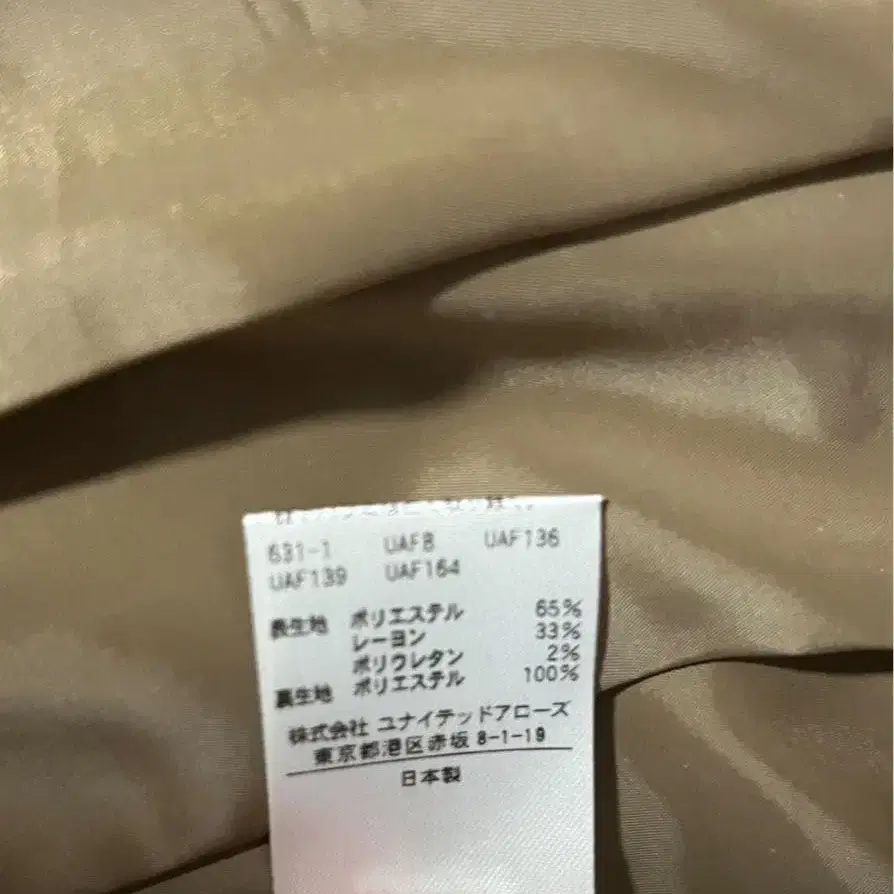 631-1 UAF8 UAF136
UAF139 UAF164
表生地 ポリエステル 65%
レーヨン 33%
ポリウレタン 2%
裏生地 ポリエステル 100%
株式会社 ユナイテッドアローズ
東京都港区赤坂 8-1-19
日本製